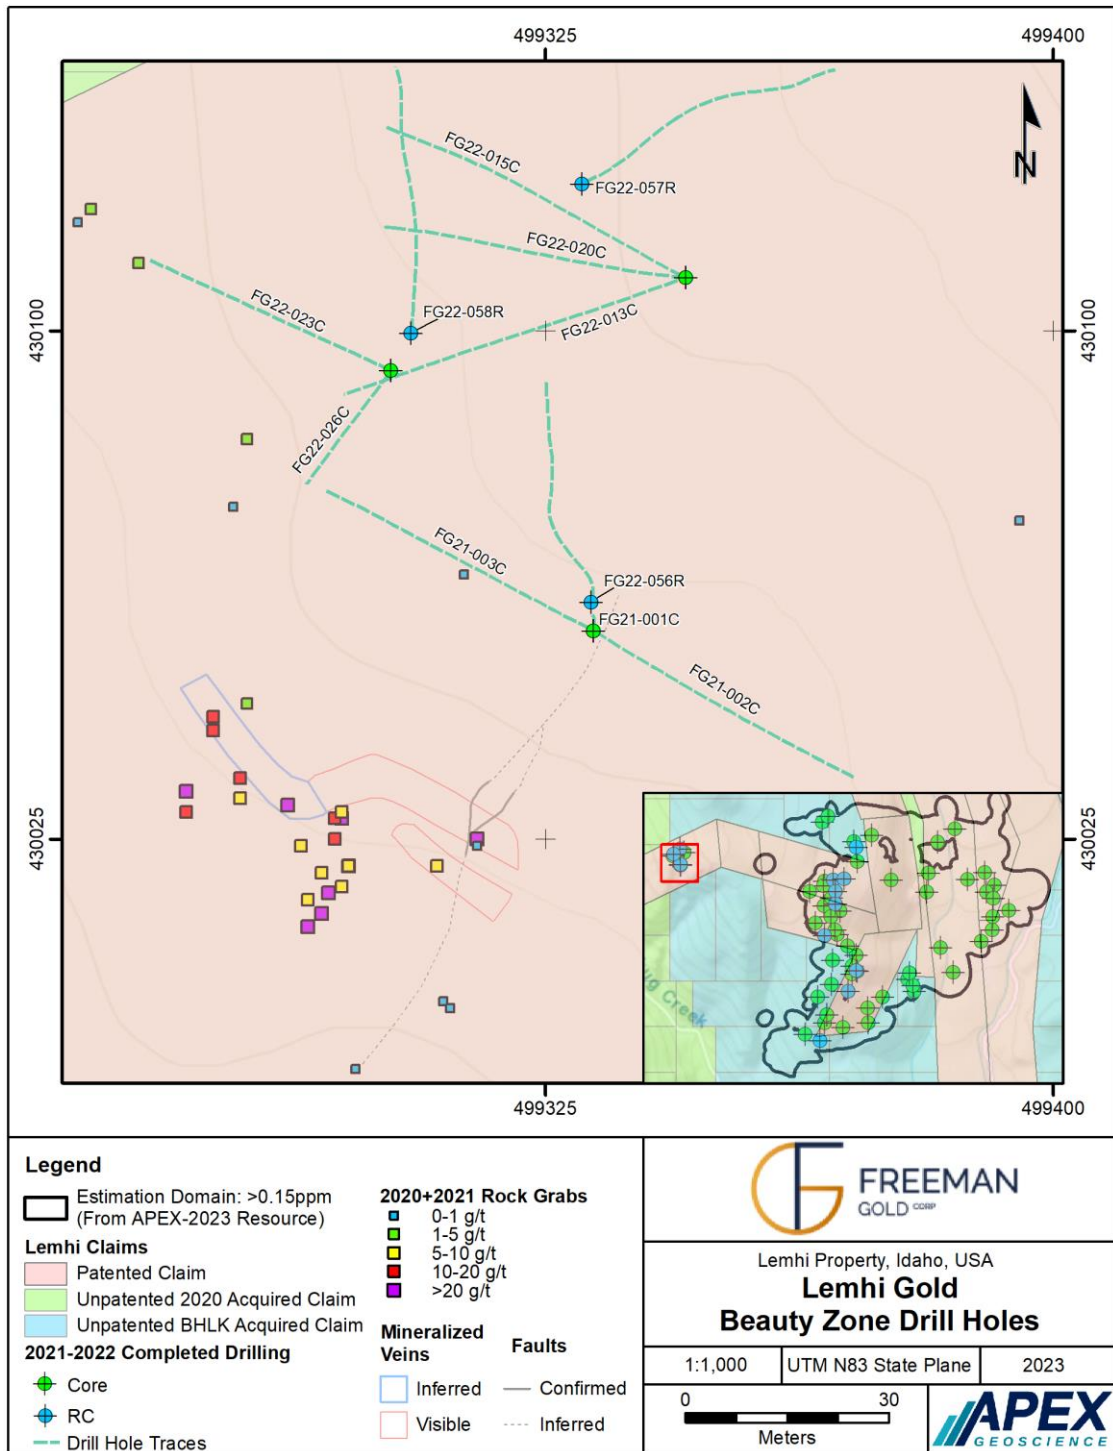 499325
499400
N
FG22-015C
FG22-057R
FG22-020C
FG22-023C
FG22-058R
FG22-013C
430100
430100
FG22-026C
FG21-003C
FG22-056R
FG21-001C
FG21-002C
430025
430025
Creek
499325
499400
Legend
Estimation Domain: >0.15ppm
(From APEX-2023 Resource)
Lemhi Claims
Patented Claim
Unpatented 2020 Acquired Claim
Unpatented BHLK Acquired Claim
2021-2022 Completed Drilling
Core
RC
Drill Hole Traces
2020+2021 Rock Grabs
0-1 g/t
1-5 g/t
5-10 g/t
10-20 g/t
>20 g/t
Mineralized
Veins
Inferred
Visible
Faults
Confirmed
Inferred
FREEMAN
GOLD CORP
Lemhi Property, Idaho, USA
Lemhi Gold
Beauty Zone Drill Holes
1:1,000
UTM N83 State Plane
2023
0 30
Meters
APEX
GEOSCIENCE